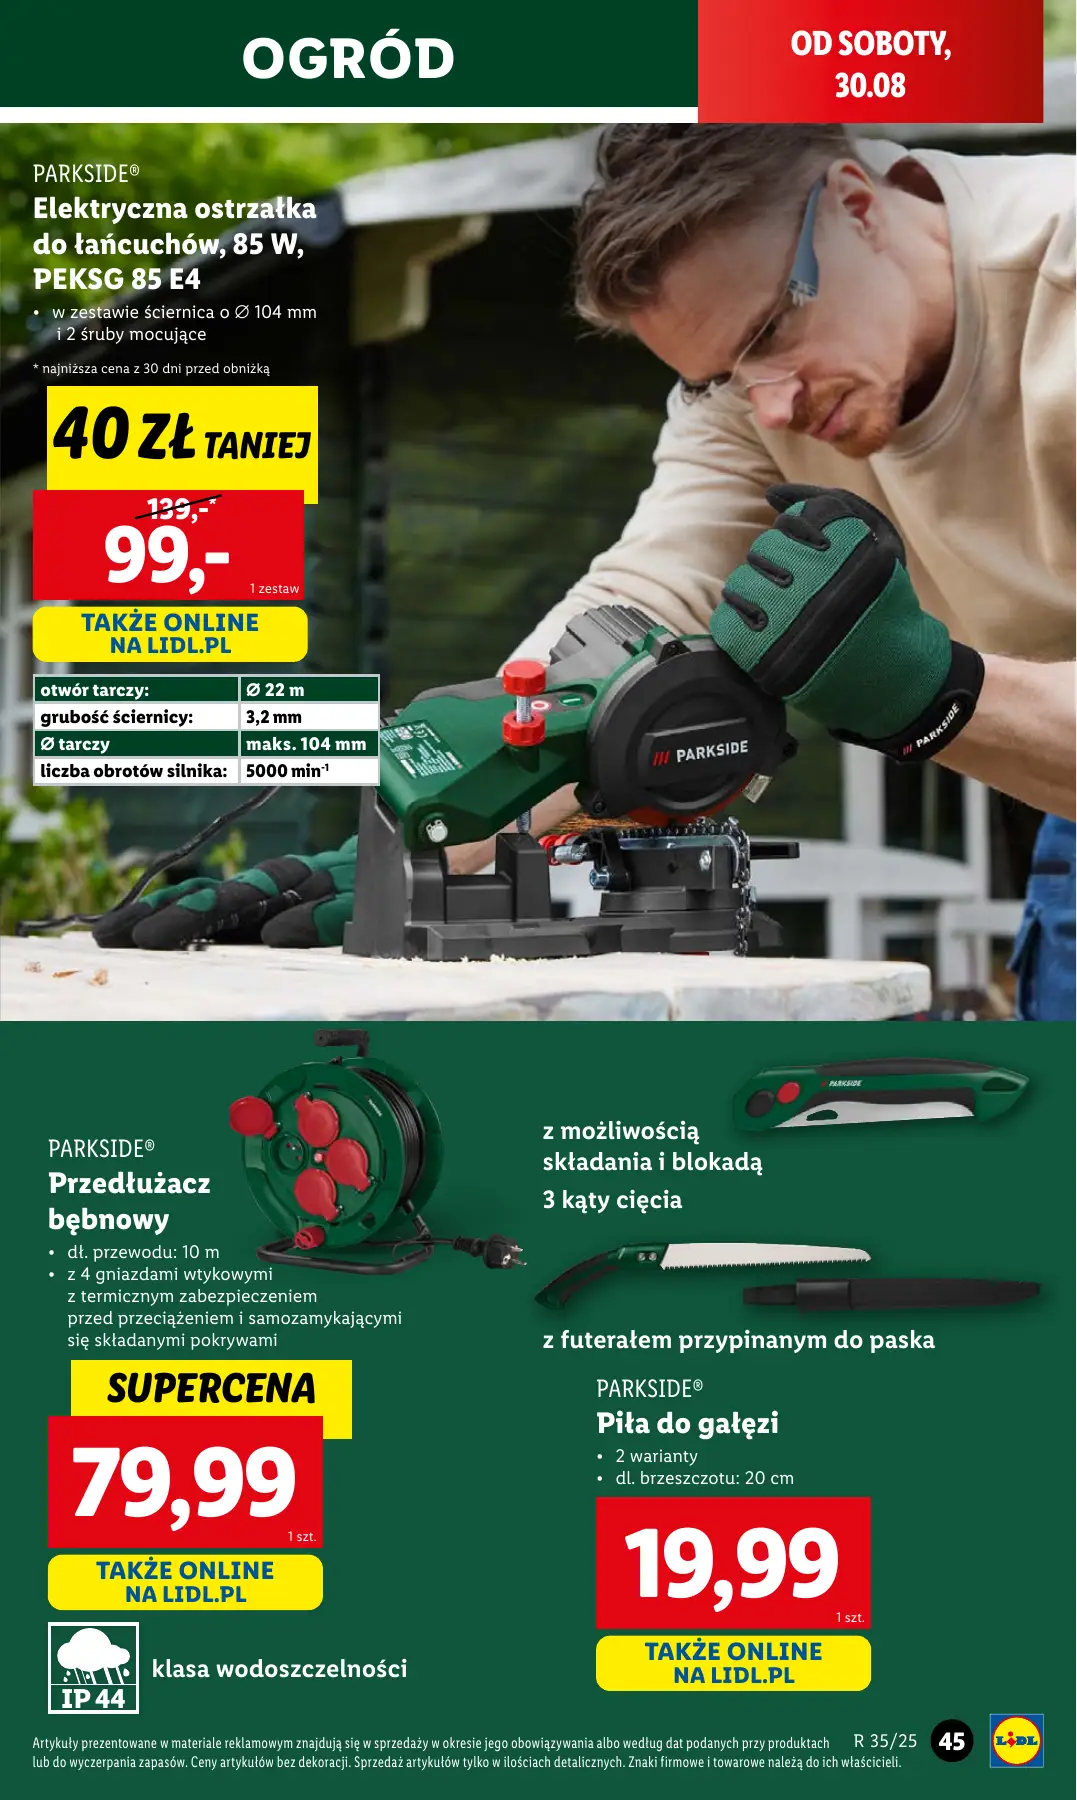 OGRÓD
OD SOBOTY,
30.08
PARKSIDE®
Elektryczna ostrzałka
do łańcuchów, 85 W,
PEKSG 85 E4
• w zestawie ściernica o Ø 104 mm
i 2 śruby mocujące
* najniższa cena z 30 dni przed obniżką
40 ZŁ TANIEJ
139,-*
99,-
1 zestaw
TAKŻE ONLINE
NA LIDL.PL
otwór tarczy: Ø 22 m
grubość ściernicy: 3,2 mm
Ø tarczy maks. 104 mm
liczba obrotów silnika: 5000 min-1
PARKSIDE
PARKSIDE
PARKSIDE®
Przedłużacz
bębnowy
• dł. przewodu: 10 m
• z 4 gniazdami wtykowymi
z termicznym zabezpieczeniem
przed przeciążeniem i samozamykającymi
się składanymi pokrywami
SUPERCENA
79,99
1 szt.
TAKŻE ONLINE
NA LIDL.PL
IP 44
klasa wodoszczelności
PARKSIDE
z możliwością
składania i blokadą
3 kąty cięcia
z futerałem przypinanym do paska
PARKSIDE®
Piła do gałęzi
• 2 warianty
• dl. brzeszczotu: 20 cm
19,99
1 szt.
TAKŻE ONLINE
NA LIDL.PL
Artykuły prezentowane w materiale reklamowym znajdują się w sprzedaży w okresie jego obowiązywania albo według dat podanych przy produktach
lub do wyczerpania zapasów. Ceny artykułów bez dekoracji. Sprzedaż artykułów tylko w ilościach detalicznych. Znaki firmowe i towarowe należą do ich właścicieli.
R 35/25
45
LIDL